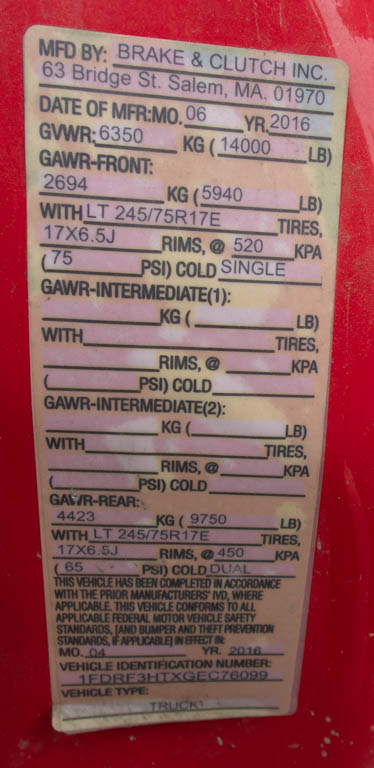 MFD BY: BRAKE & CLUTCH INC.
63 Bridge St. Salem, MA. 01970
DATE OF MFR:MO. 06 YR. 2016
GVWR: 6350 KG ( 14000 LB)
GAWR-FRONT:
2694 KG ( 5940 LB)
WITH LT 245/75R17E TIRES,
17X6.5J RIMS, @ 520 KPA
( 75 PSI) COLD SINGLE
GAWR-INTERMEDIATE(1):
KG ( LB)
WITH TIRES,
RIMS, @ KPA
( PSI) COLD
GAWR-INTERMEDIATE(2):
KG ( LB)
WITH TIRES,
RIMS, @ KPA
( PSI) COLD
GAWR-REAR:
4423 KG ( 9750 LB)
WITH LT 245/75R17E TIRES,
17X6.5J RIMS, @ 450 KPA
( 65 PSI) COLD DUAL
THIS VEHICLE HAS BEEN COMPLETED IN ACCORDANCE
WITH THE PRIOR MANUFACTURERS' IVD, WHERE
APPLICABLE. THIS VEHICLE CONFORMS TO ALL
APPLICABLE FEDERAL MOTOR VEHICLE SAFETY
STANDARDS, [AND BUMPER AND THEFT PREVENTION
STANDARDS, IF APPLICABLE] IN EFFECT IN:
MO. 04 YR. 2016
VEHICLE IDENTIFICATION NUMBER:
1FDRF3HTXGEC76099
VEHICLE TYPE:
TRUCK